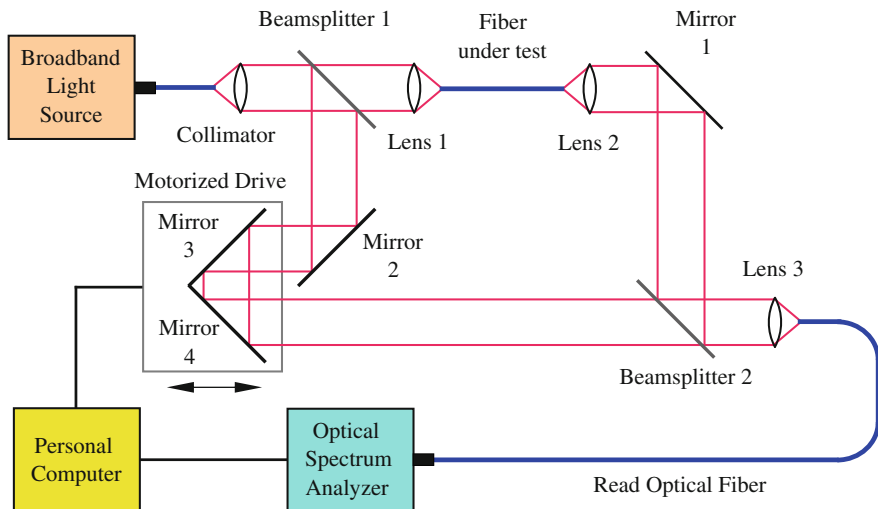 Broadband
Light
Source
Beamsplitter 1
Fiber
under test
Mirror
1
Collimator
Lens 1
Lens 2
Motorized Drive
Mirror
3
Mirror
2
Mirror
4
Lens 3
Beamsplitter 2
Personal
Computer
Optical
Spectrum
Analyzer
Read Optical Fiber